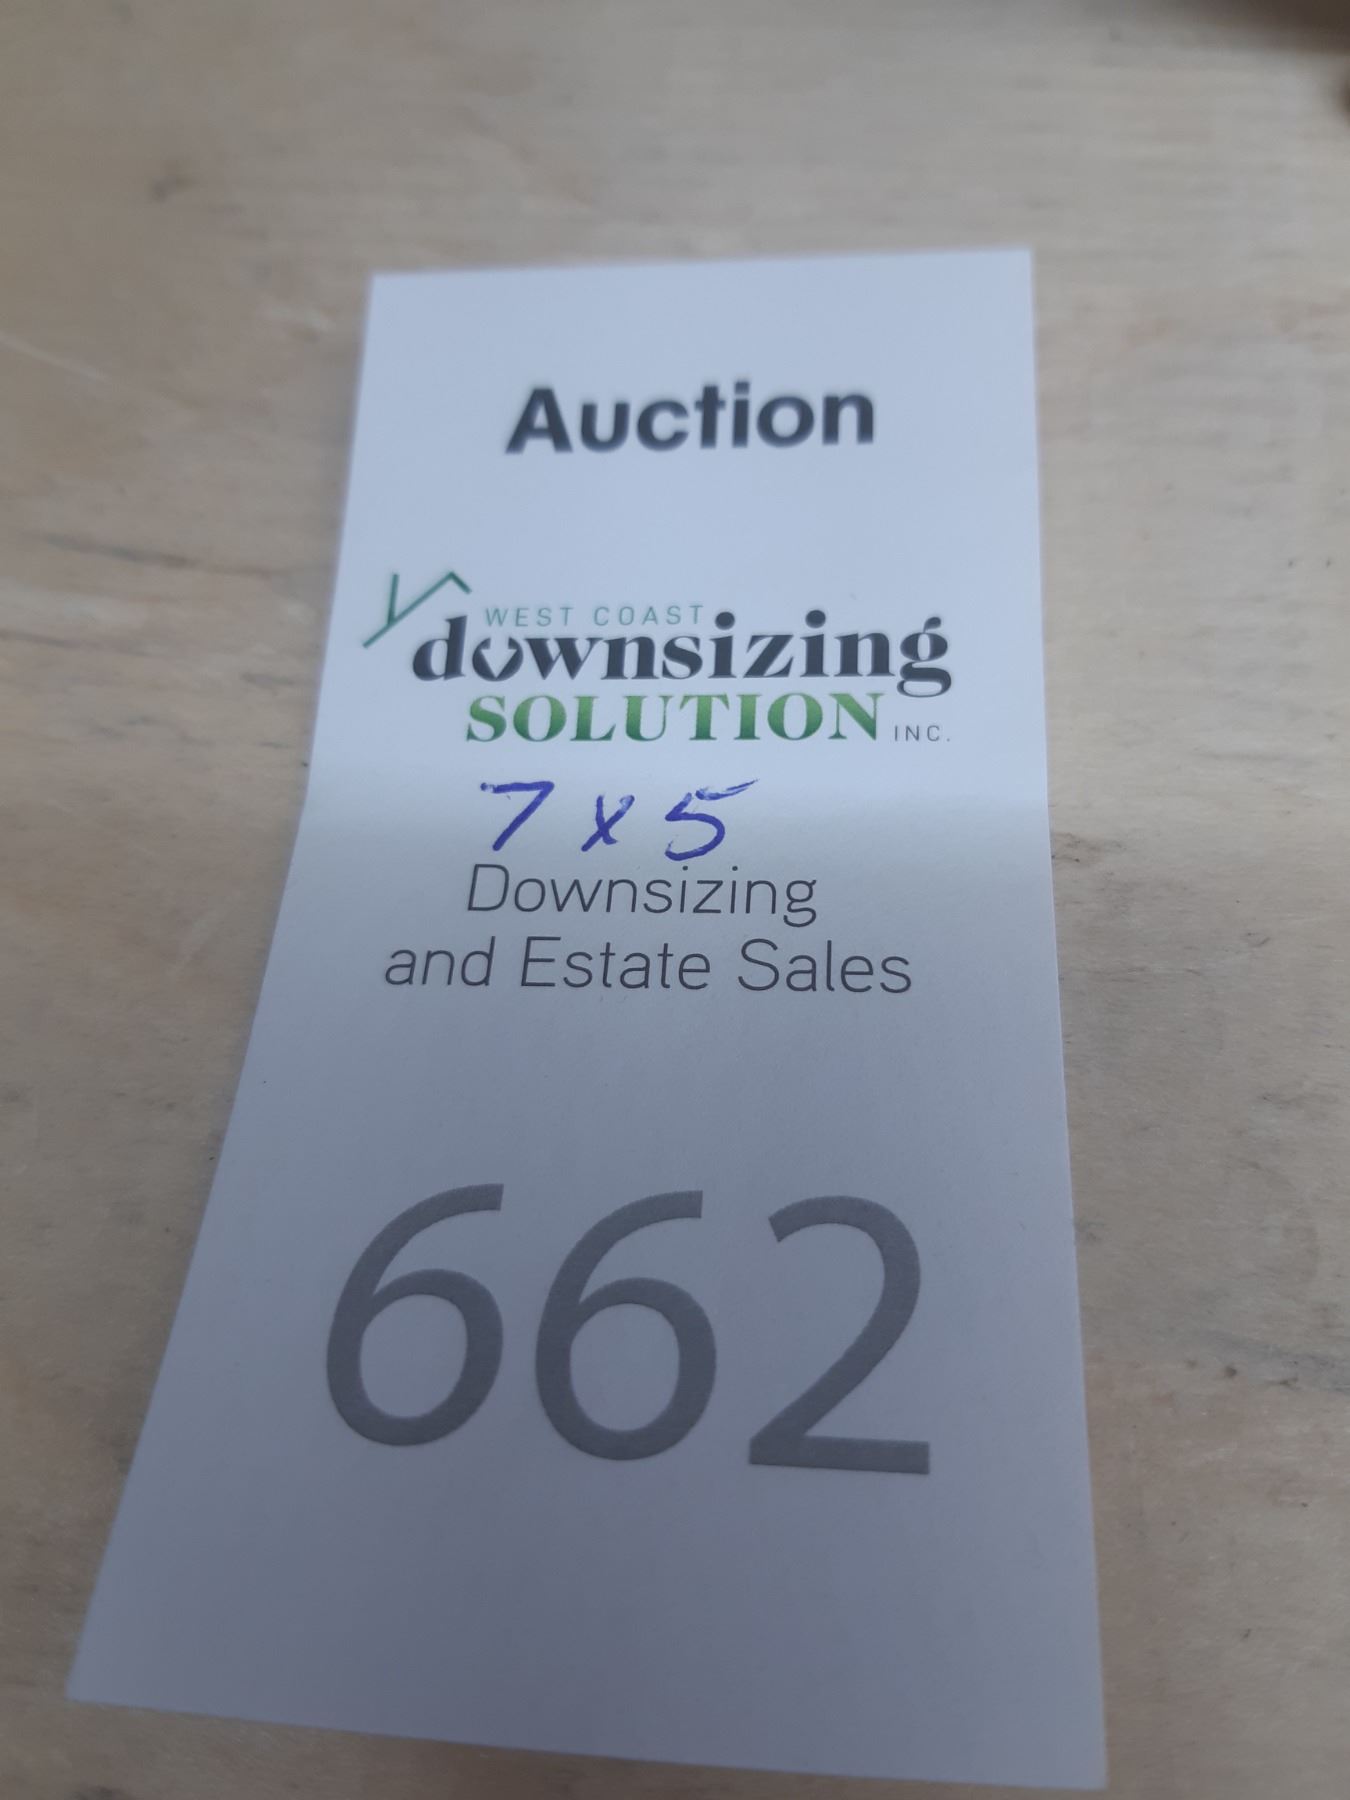 Auction
WEST COAST
downsizing
SOLUTION INC.
7 x 5
Downsizing
and Estate Sales
662